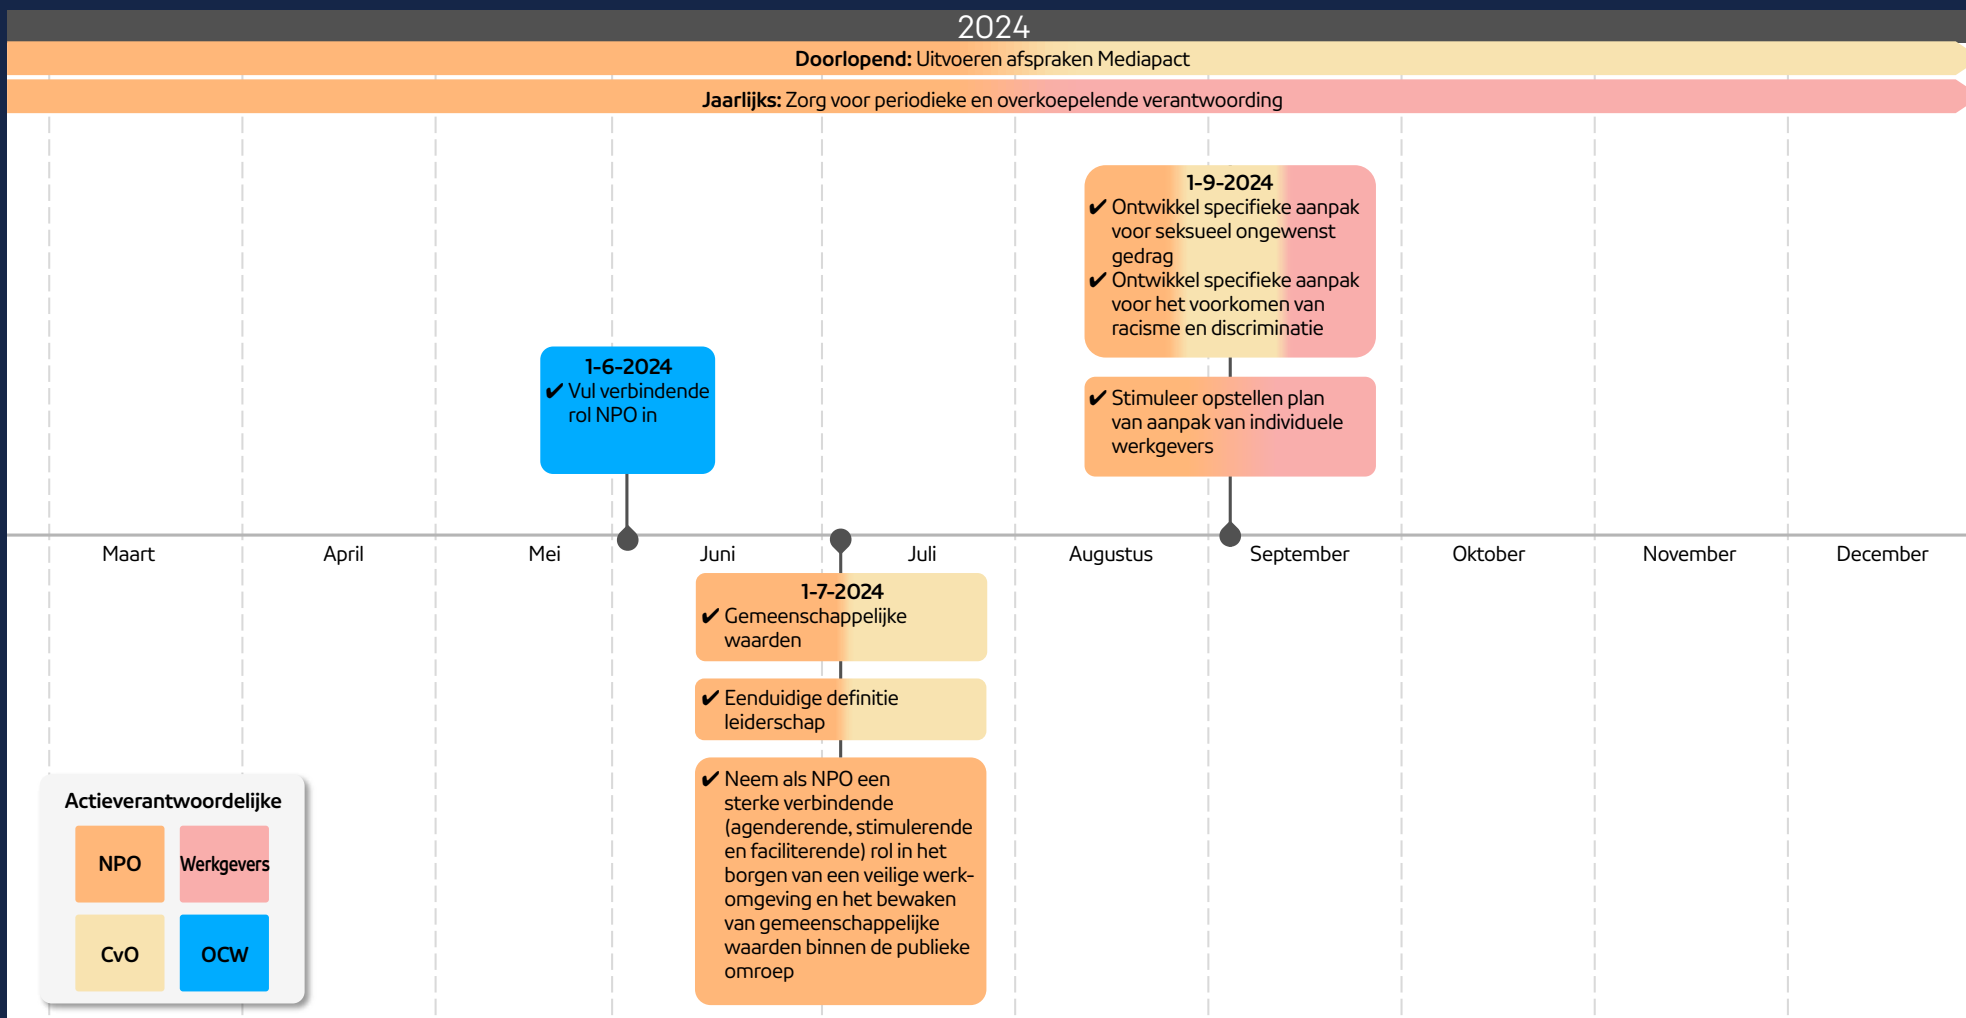 2024
Doorlopend: Uitvoeren afspraken Mediapact
Jaarlijks: Zorg voor periodieke en overkoepelende verantwoording
1-9-2024
✔ Ontwikkel specifieke aanpak
voor seksueel ongewenst
gedrag
✔ Ontwikkel specifieke aanpak
voor het voorkomen van
racisme en discriminatie
1-6-2024
✔ Vul verbindende
rol NPO in
✔ Stimuleer opstellen plan
van aanpak van individuele
werkgevers
Maart April Mei Juni Juli Augustus September Oktober November December
1-7-2024
✔ Gemeenschappelijke
waarden
✔ Eenduidige definitie
leiderschap
✔ Neem als NPO een
sterke verbindende
(agenderende, stimulerende
en faciliterende) rol in het
borgen van een veilige werk-
omgeving en het bewaken
van gemeenschappelijke
waarden binnen de publieke
omroep
Actieverantwoordelijke
NPO Werkgevers
CvO OCW